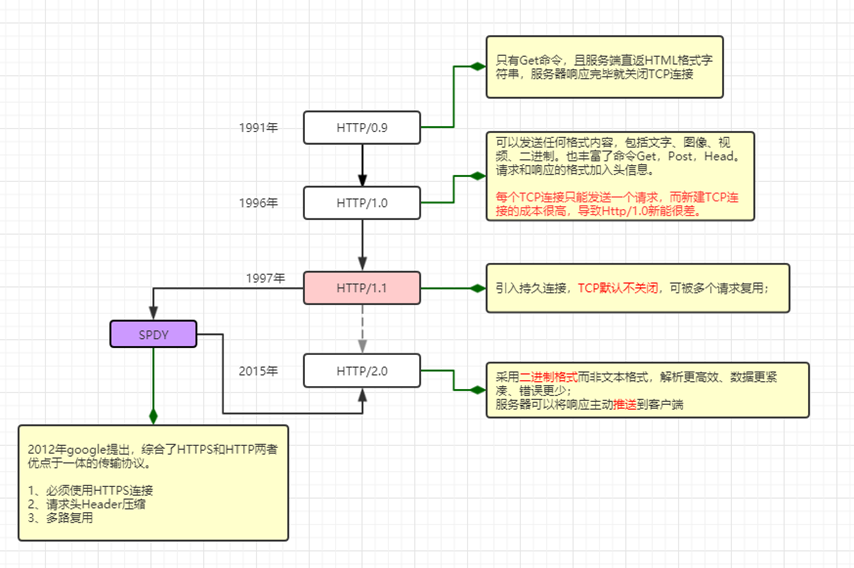 只有Get命令，且服务端直返HTML格式字
符串，服务器响应完毕就关闭TCP连接
1991年
HTTP/0.9
可以发送任何格式内容，包括文字、图像、视
频、二进制。也丰富了命令Get，Post，Head。
请求和响应的格式加入头信息。
每个TCP连接只能发送一个请求，而新建TCP连
接的成本很高，导致Http/1.0新能很差。
1996年
HTTP/1.0
1997年
HTTP/1.1
引入持久连接，TCP默认不关闭，可被多个请求复用；
SPDY
2015年
HTTP/2.0
采用二进制格式而非文本格式，解析更高效、数据更紧
凑、错误更少；
服务器可以将响应主动推送到客户端
2012年google提出，综合了HTTPS和HTTP两者
优点于一体的传输协议。
1、必须使用HTTPS连接
2、请求头Header压缩
3、多路复用